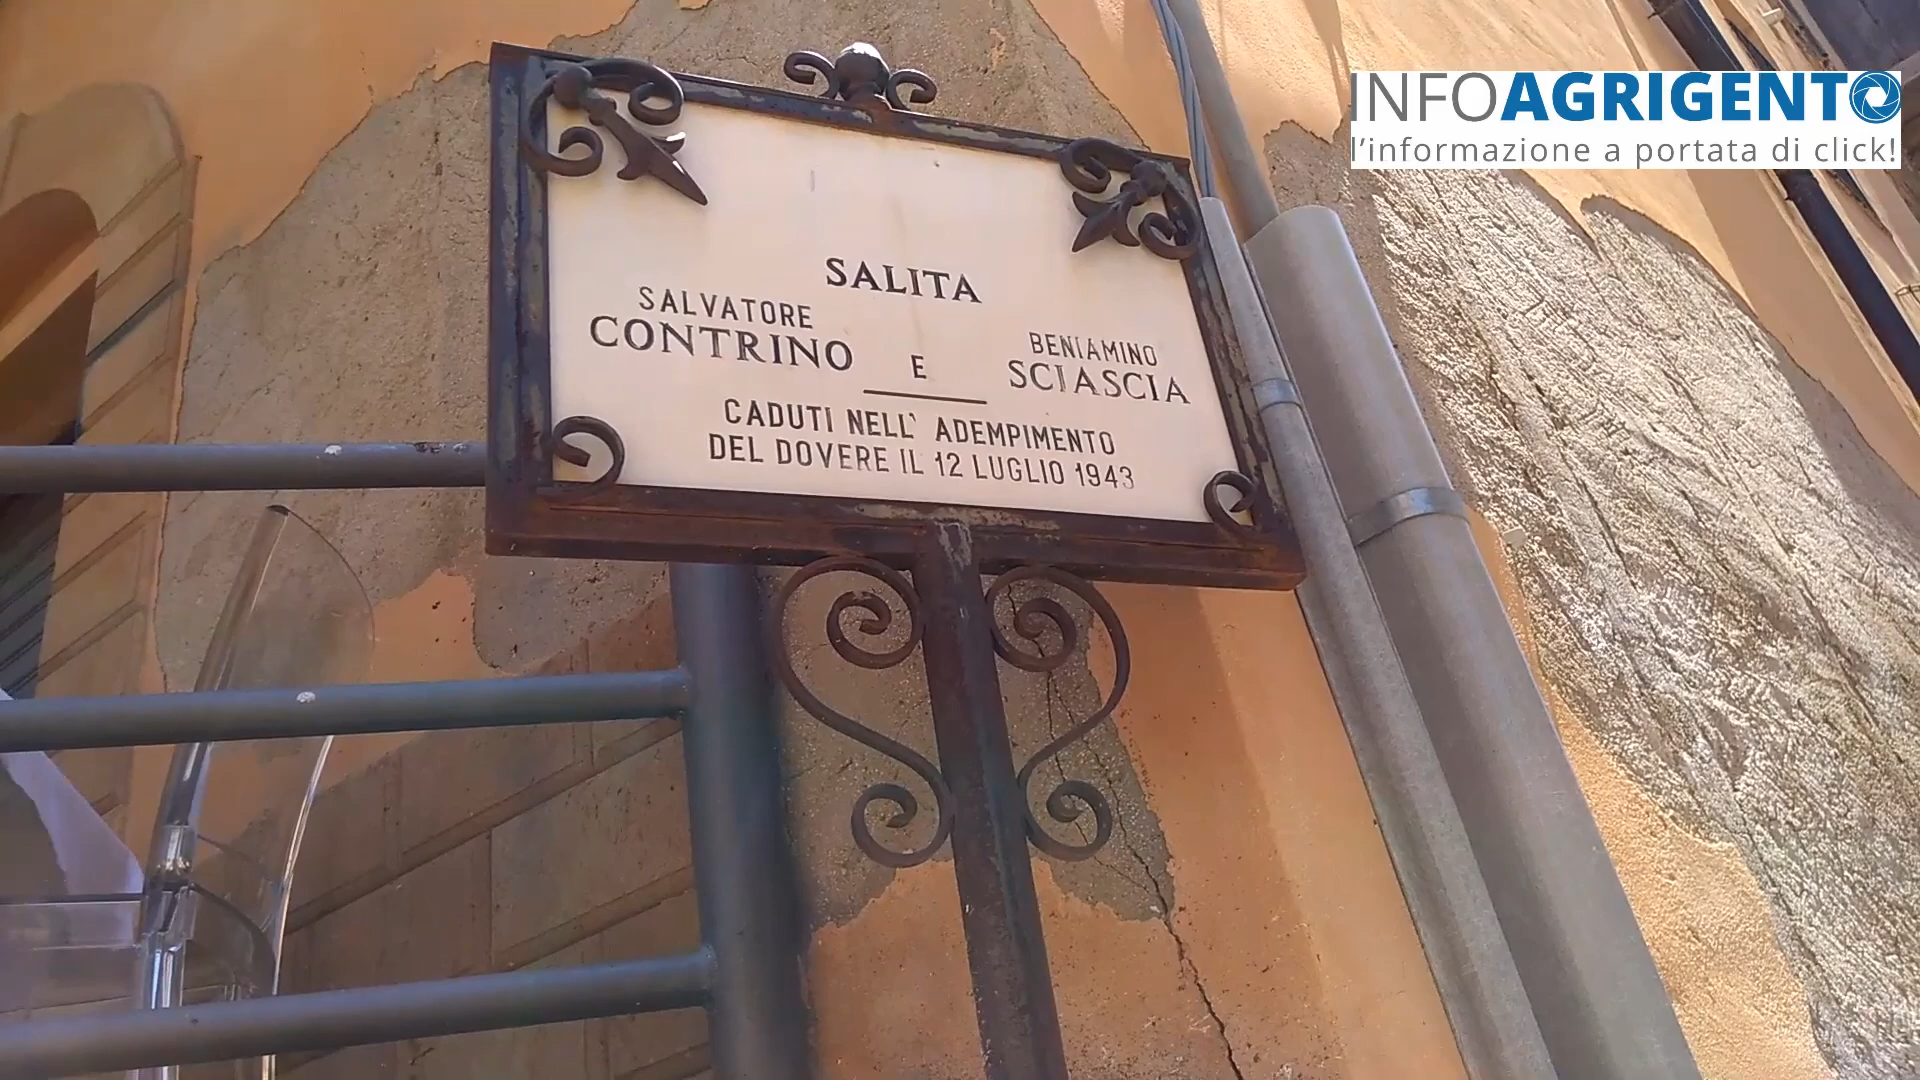 INFOAGRIGENTO
l'informazione a portata di click!
SALITA
SALVATORE
CONTRINO
E
BENIAMINO
SCIASCIA
CADUTI NELL' ADEMPIMENTO
DEL DOVERE IL 12 LUGLIO 1943